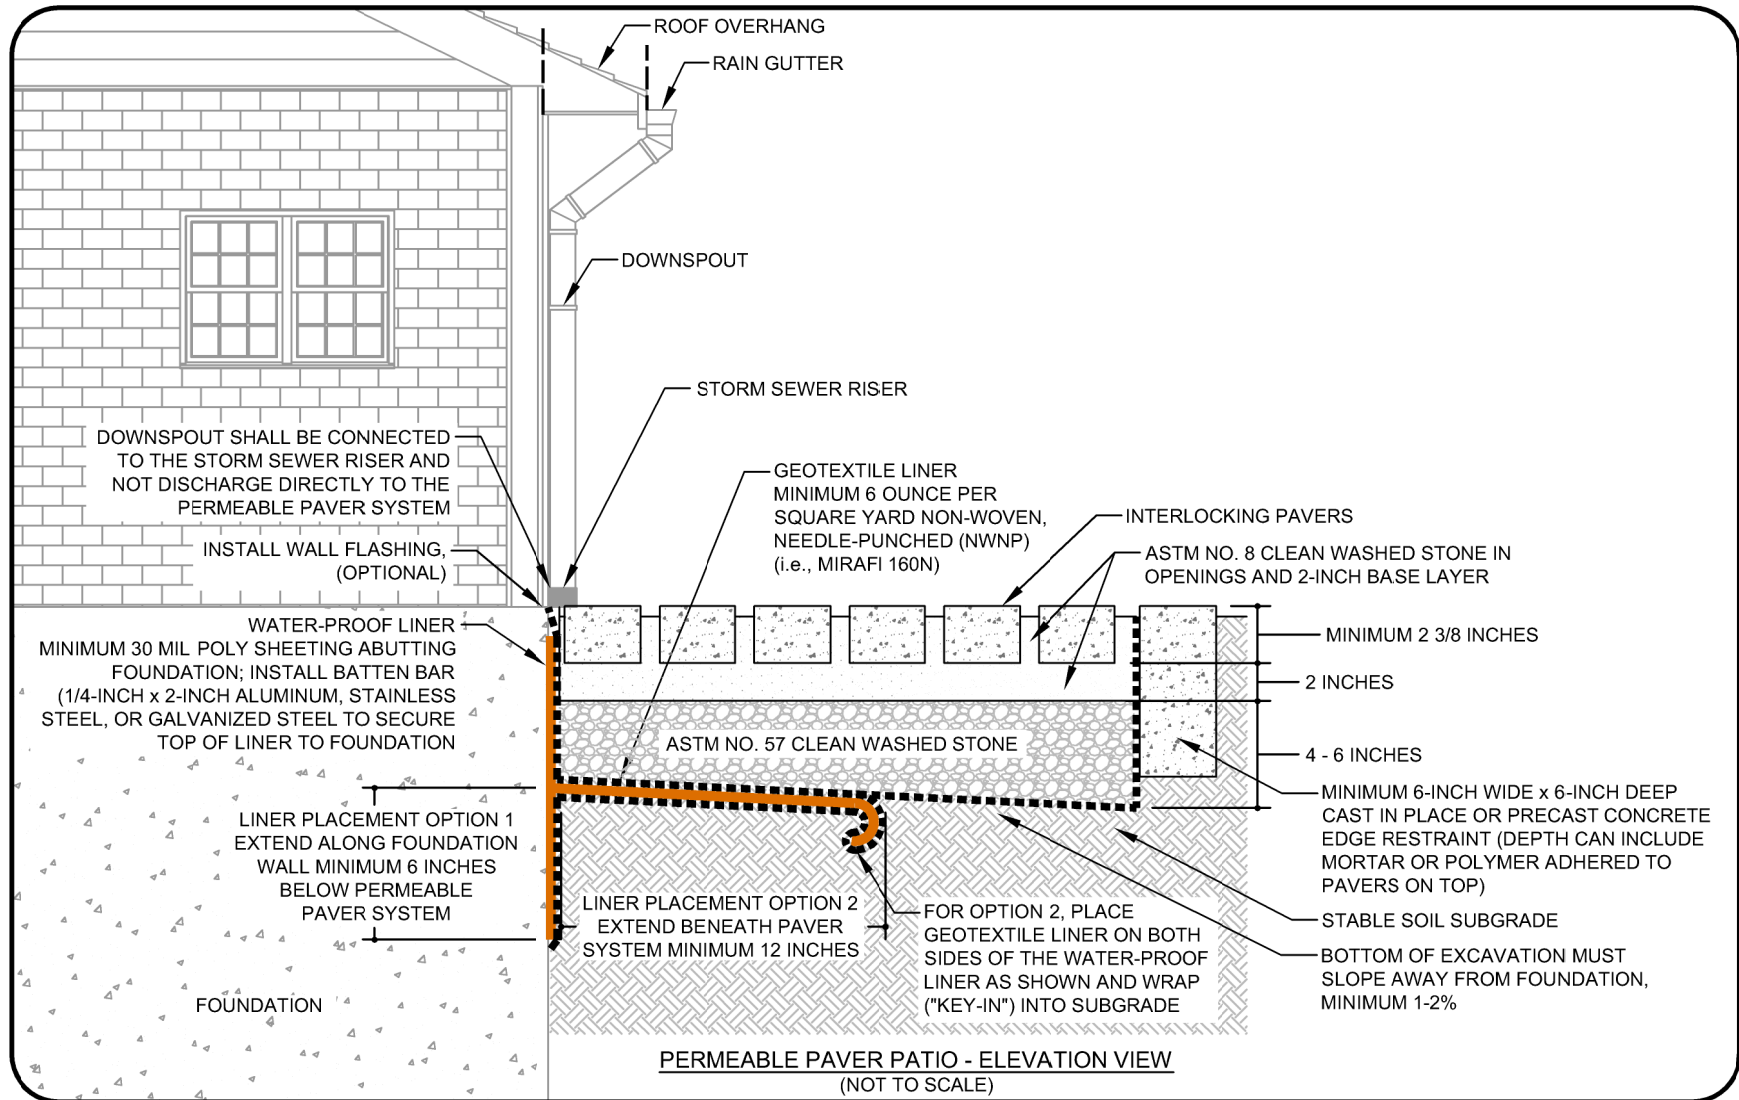 ROOF OVERHANG
RAIN GUTTER
DOWNSPOUT
STORM SEWER RISER
DOWNSPOUT SHALL BE CONNECTED
TO THE STORM SEWER RISER AND
NOT DISCHARGE DIRECTLY TO THE
PERMEABLE PAVER SYSTEM
INSTALL WALL FLASHING,
(OPTIONAL)
GEOTEXTILE LINER
MINIMUM 6 OUNCE PER
SQUARE YARD NON-WOVEN,
NEEDLE-PUNCHED (NWNP)
(i.e., MIRAFI 160N)
INTERLOCKING PAVERS
ASTM NO. 8 CLEAN WASHED STONE IN
OPENINGS AND 2-INCH BASE LAYER
WATER-PROOF LINER
MINIMUM 30 MIL POLY SHEETING ABUTTING
FOUNDATION; INSTALL BATTEN BAR
(1/4-INCH x 2-INCH ALUMINUM, STAINLESS
STEEL, OR GALVANIZED STEEL TO SECURE
TOP OF LINER TO FOUNDATION
MINIMUM 2 3/8 INCHES
2 INCHES
4 - 6 INCHES
ASTM NO. 57 CLEAN WASHED STONE
LINER PLACEMENT OPTION 1
EXTEND ALONG FOUNDATION
WALL MINIMUM 6 INCHES
BELOW PERMEABLE
PAVER SYSTEM
MINIMUM 6-INCH WIDE x 6-INCH DEEP
CAST IN PLACE OR PRECAST CONCRETE
EDGE RESTRAINT (DEPTH CAN INCLUDE
MORTAR OR POLYMER ADHERED TO
PAVERS ON TOP)
LINER PLACEMENT OPTION 2
EXTEND BENEATH PAVER
SYSTEM MINIMUM 12 INCHES
FOR OPTION 2, PLACE
GEOTEXTILE LINER ON BOTH
SIDES OF THE WATER-PROOF
LINER AS SHOWN AND WRAP
("KEY-IN") INTO SUBGRADE
STABLE SOIL SUBGRADE
BOTTOM OF EXCAVATION MUST
SLOPE AWAY FROM FOUNDATION,
MINIMUM 1-2%
FOUNDATION
PERMEABLE PAVER PATIO - ELEVATION VIEW
(NOT TO SCALE)